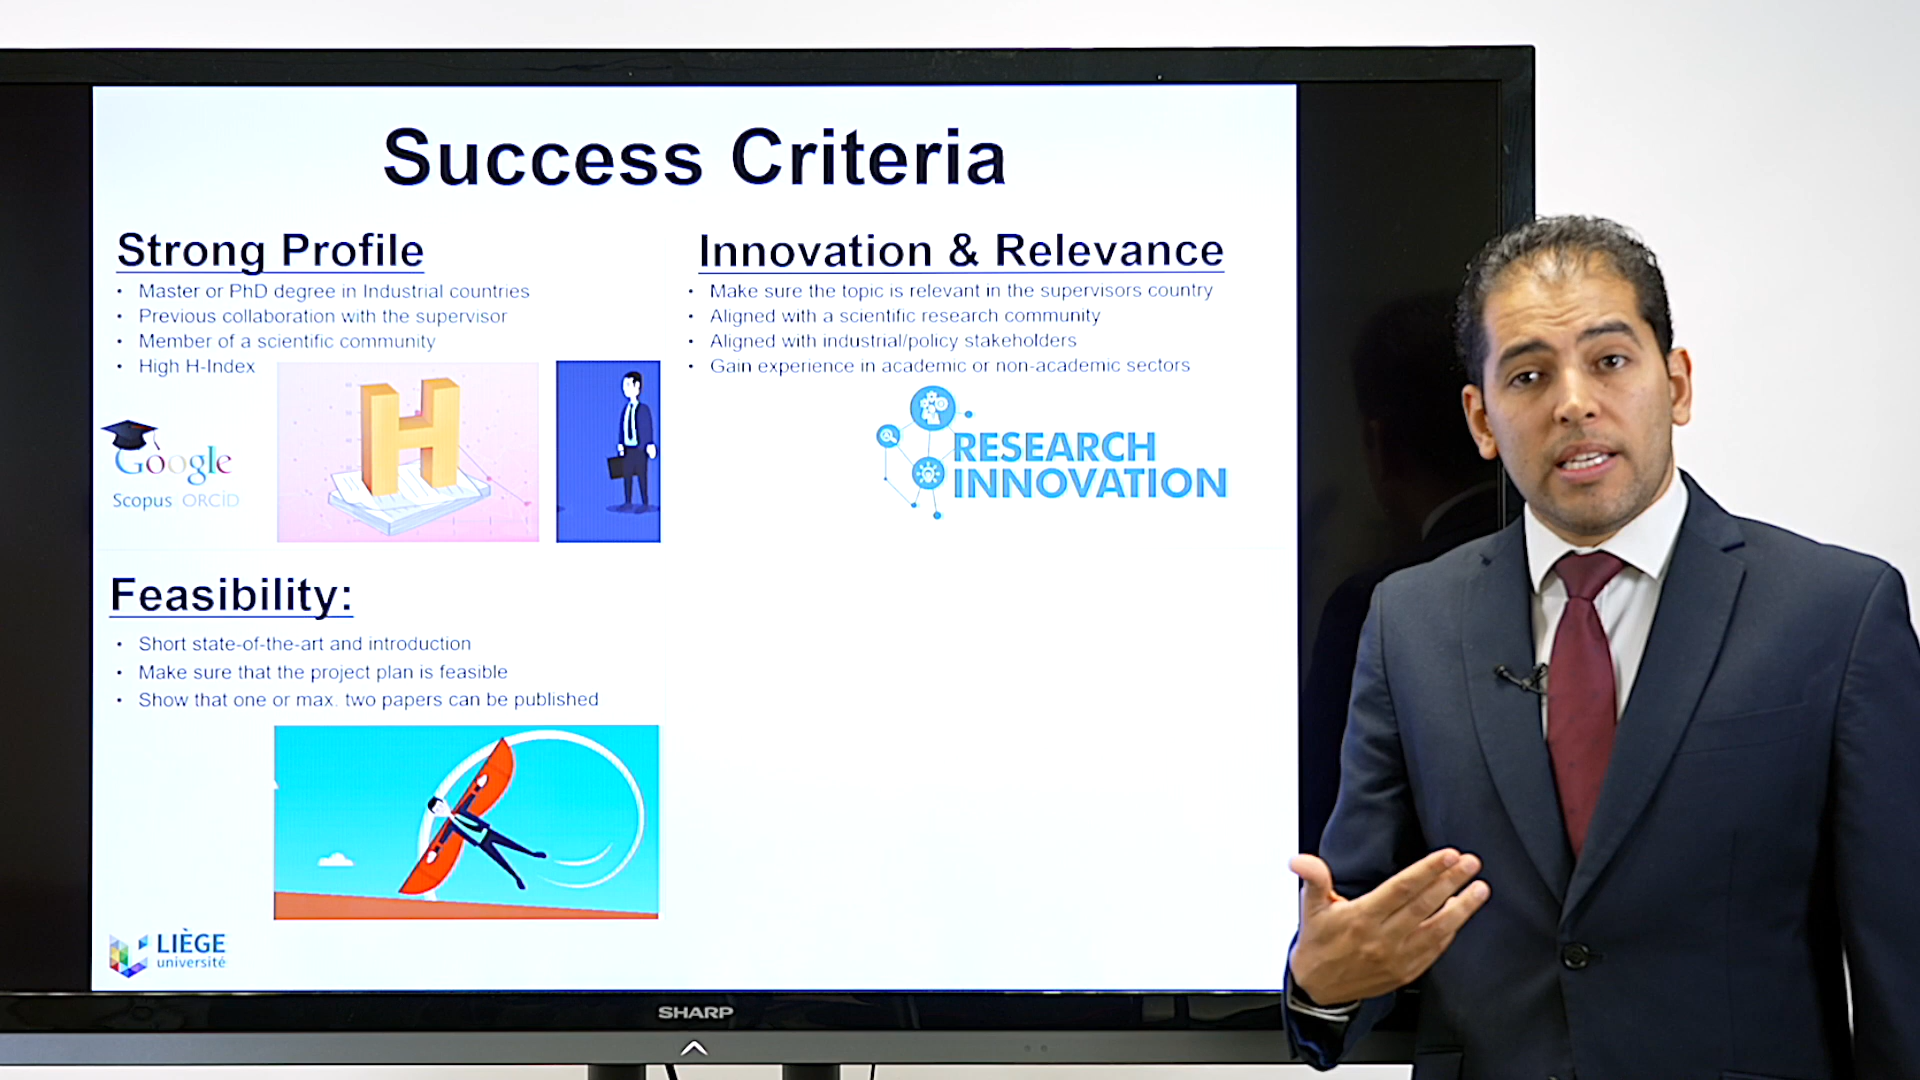 Success Criteria
Strong Profile
• Master or PhD degree in Industrial countries
• Previous collaboration with the supervisor
• Member of a scientific community
• High H-Index
Google
Scopus ORCID
H
Innovation & Relevance
• Make sure the topic is relevant in the supervisors country
• Aligned with a scientific research community
• Aligned with industrial/policy stakeholders
• Gain experience in academic or non-academic sectors
RESEARCH
INNOVATION
Feasibility:
• Short state-of-the-art and introduction
• Make sure that the project plan is feasible
• Show that one or max. two papers can be published
LIÈGE
université
SHARP